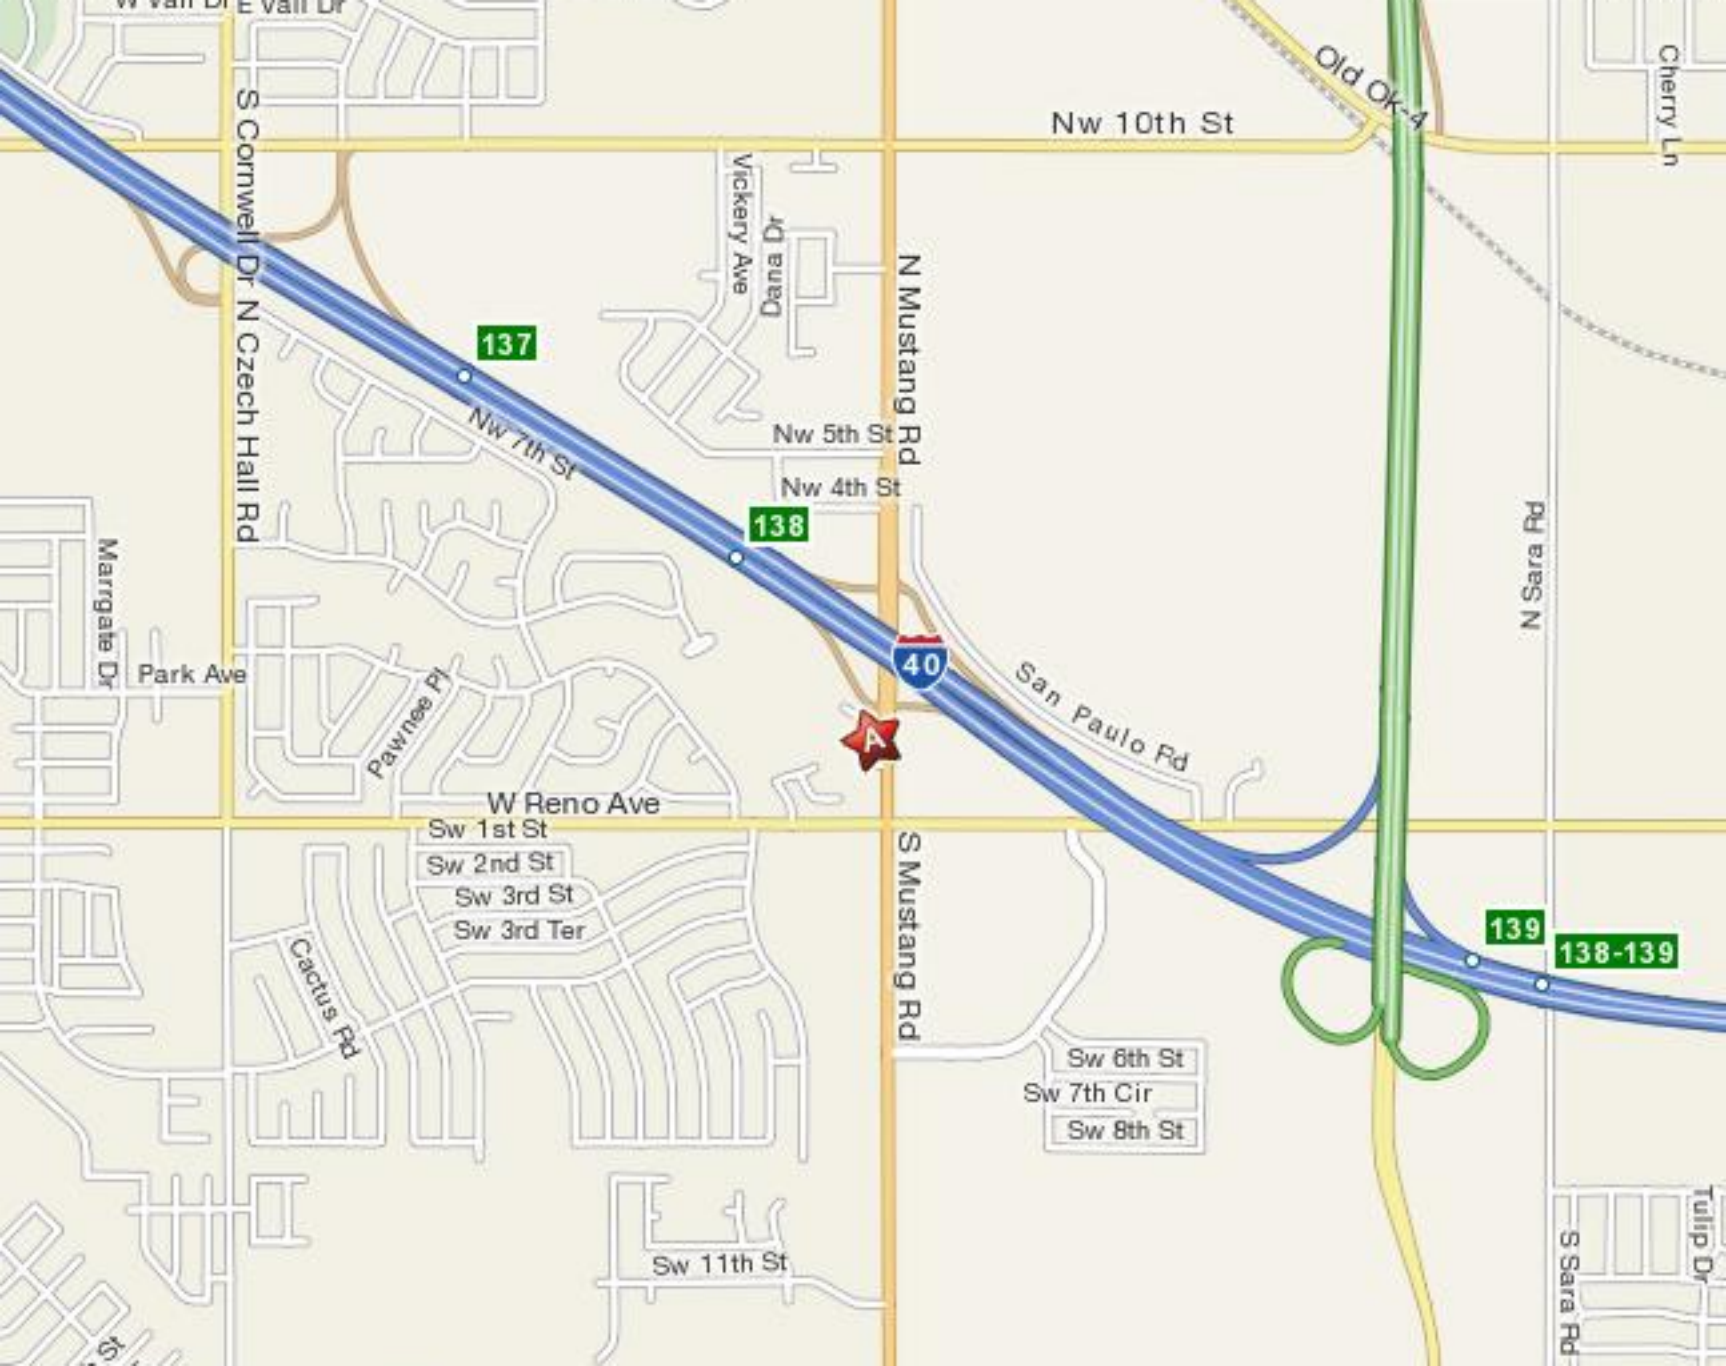 W Vail Dr
E Vail Dr
Old Ok-4
Cherry Ln
Nw 10th St
S Cornwell Dr
Vickery Ave
Dana Dr
N Mustang Rd
N Czech Hall Rd
137
Nw 7th St
Nw 5th St
Nw 4th St
138
N Sara Rd
Marrgate Dr
40
Park Ave
Pawnee Pl
San Paulo Rd
A
W Reno Ave
Sw 1st St
Sw 2nd St
Sw 3rd St
Sw 3rd Ter
S Mustang Rd
139
138-139
Cactus Rd
Sw 6th St
Sw 7th Cir
Sw 8th St
Sw 11th St
Tulip Dr
S Sara Rd
St